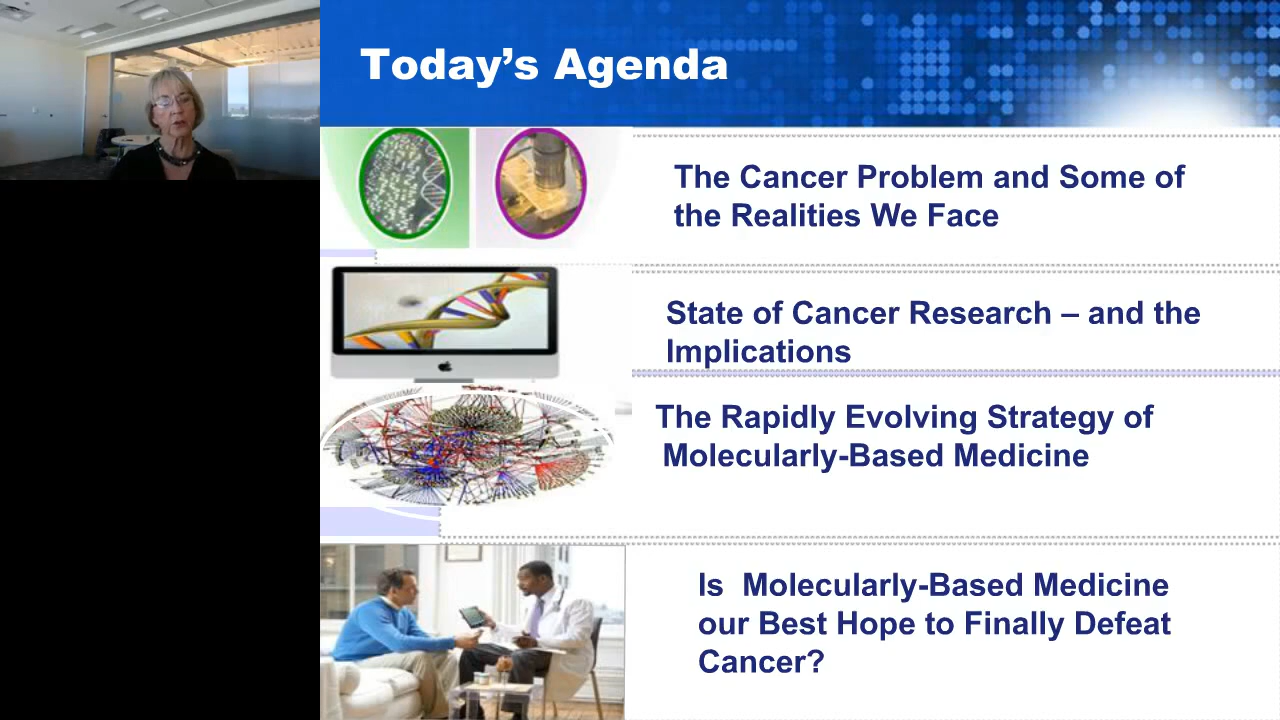 Today’s Agenda
The Cancer Problem and Some of
the Realities We Face
State of Cancer Research – and the
Implications
The Rapidly Evolving Strategy of
Molecularly-Based Medicine
Is Molecularly-Based Medicine
our Best Hope to Finally Defeat
Cancer?